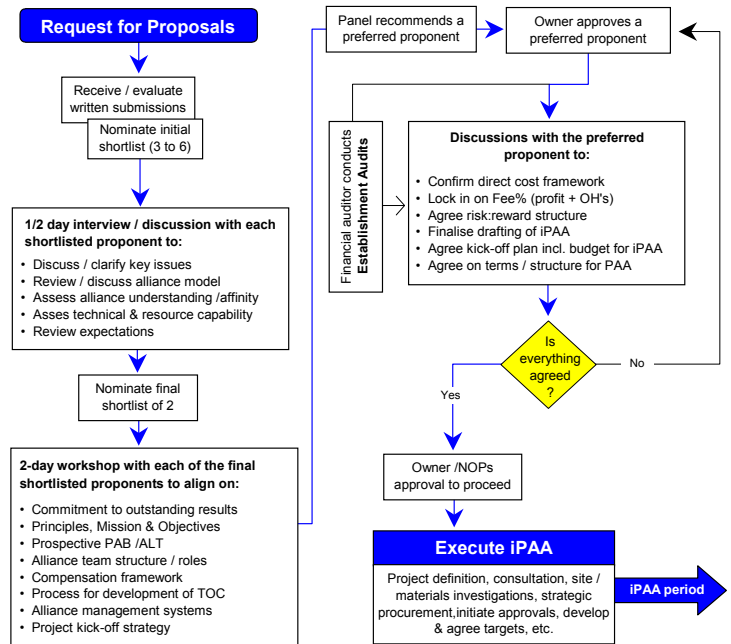 Request for Proposals
Receive / evaluate
written submissions
Nominate initial
shortlist (3 to 6)
1/2 day interview / discussion with each
shortlisted proponent to:
• Discuss / clarify key issues
• Review / discuss alliance model
• Assess alliance understanding /affinity
• Asses technical & resource capability
• Review expectations
Nominate final
shortlist of 2
2-day workshop with each of the final
shortlisted proponents to align on:
• Commitment to outstanding results
• Principles, Mission & Objectives
• Prospective PAB /ALT
• Alliance team structure / roles
• Compensation framework
• Process for development of TOC
• Alliance management systems
• Project kick-off strategy
Panel recommends a
preferred proponent
Owner approves a
preferred proponent
Financial auditor conducts
Establishment Audits
Discussions with the preferred
proponent to:
• Confirm direct cost framework
• Lock in on Fee% (profit + OH's)
• Agree risk:reward structure
• Finalise drafting of iPAA
• Agree kick-off plan incl. budget for iPAA
• Agree on terms / structure for PAA
Is
everything
agreed
?
No
Yes
Owner /NOPs
approval to proceed
Execute iPAA
Project definition, consultation, site /
materials investigations, strategic
procurement,initiate approvals, develop
& agree targets, etc.
iPAA period